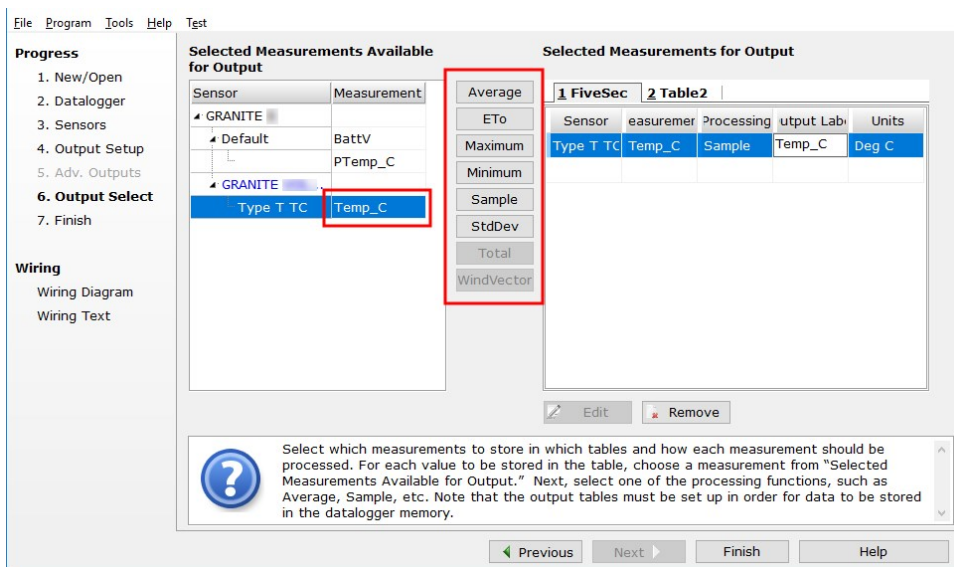 File Program Tools Help Test
Progress
1. New/Open
2. Datalogger
3. Sensors
4. Output Setup
5. Adv. Outputs
6. Output Select
7. Finish
Wiring
Wiring Diagram
Wiring Text
Selected Measurements Available
for Output
Sensor Measurement
GRANITE
Default BattV
PTemp_C
GRANITE ..
Type T TC Temp_C
Average
ETo
Maximum
Minimum
Sample
StdDev
Total
WindVector
Selected Measurements for Output
1 FiveSec 2 Table2
Sensor easuremer Processing utput Lab Units
Type T TC Temp_C Sample Temp_C Deg C
Edit Remove
Select which measurements to store in which tables and how each measurement should be
processed. For each value to be stored in the table, choose a measurement from “Selected
Measurements Available for Output.” Next, select one of the processing functions, such as
Average, Sample, etc. Note that the output tables must be set up in order for data to be stored
in the datalogger memory.
Previous Next Finish Help